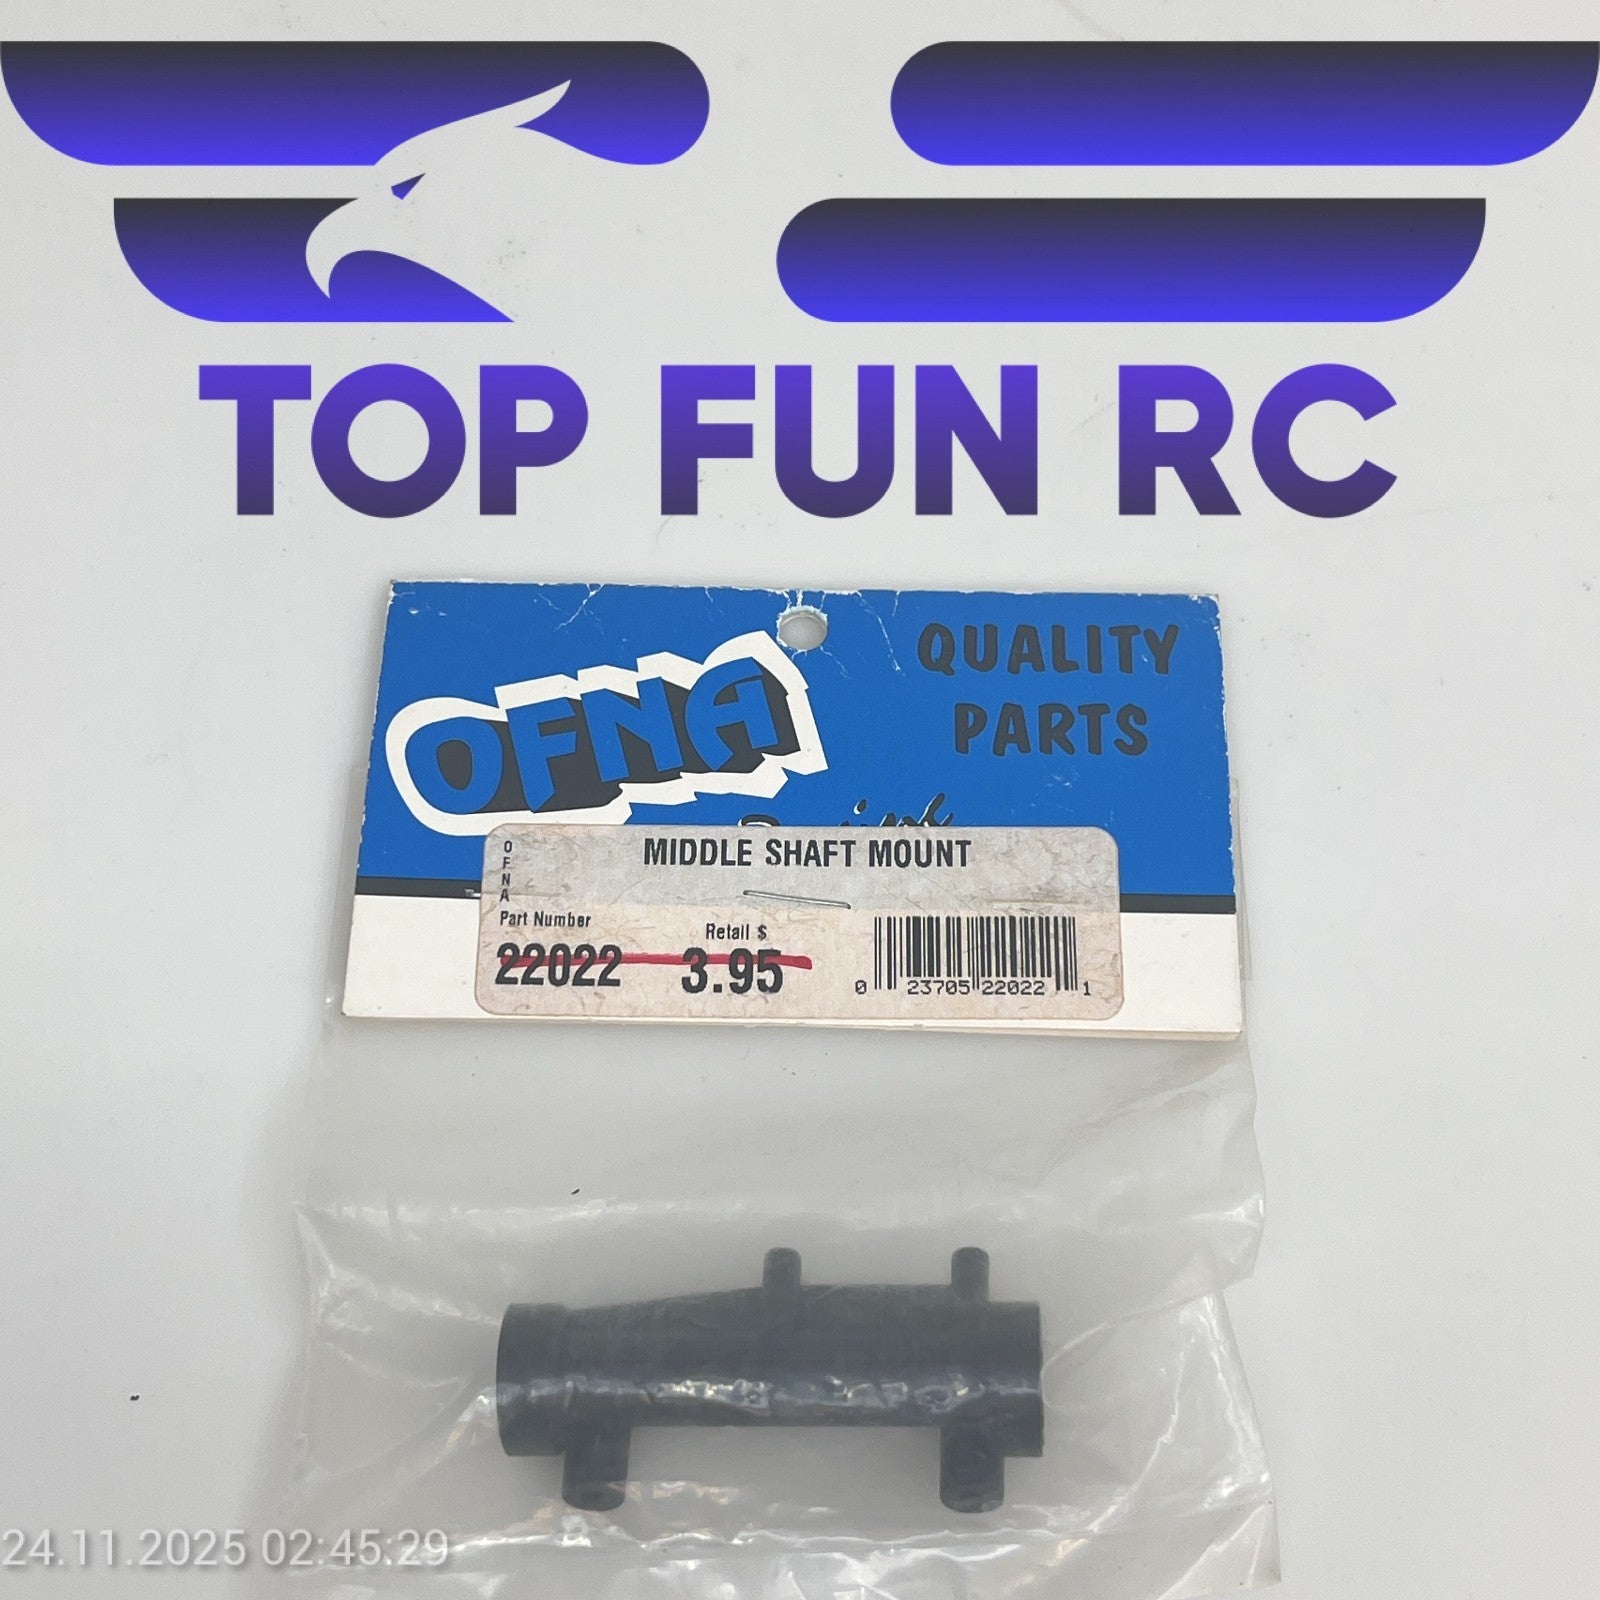 TOP FUN RC
OFNA
QUALITY
PARTS
OFNA
MIDDLE SHAFT MOUNT
Part Number
22022
Retail $
3.95
0 23705 22022 1
24.11.2025 02:45:29